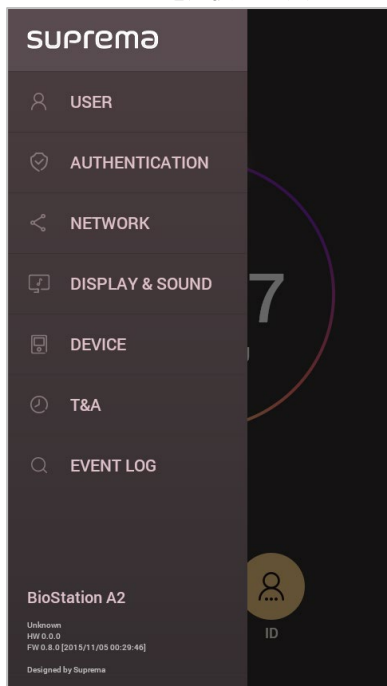 suprema
USER
AUTHENTICATION
NETWORK
DISPLAY & SOUND
7
DEVICE
T&A
EVENT LOG
BioStation A2
Unknown
HW 0.0.0
FW 0.8.0 [2015/11/05 00:29:46]
ID
Designed by Suprema